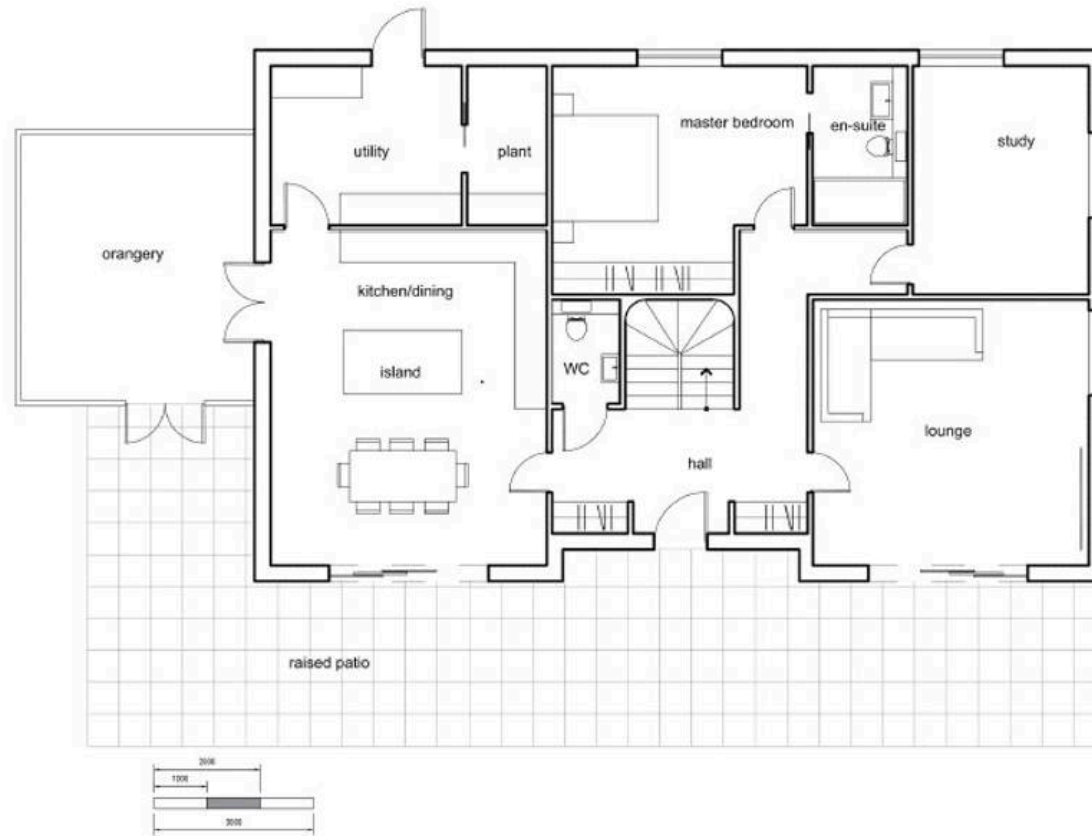 master bedroom
en-suite
study
utility
plant
orangery
kitchen/dining
island
WC
lounge
hall
raised patio
2000
1000
3000